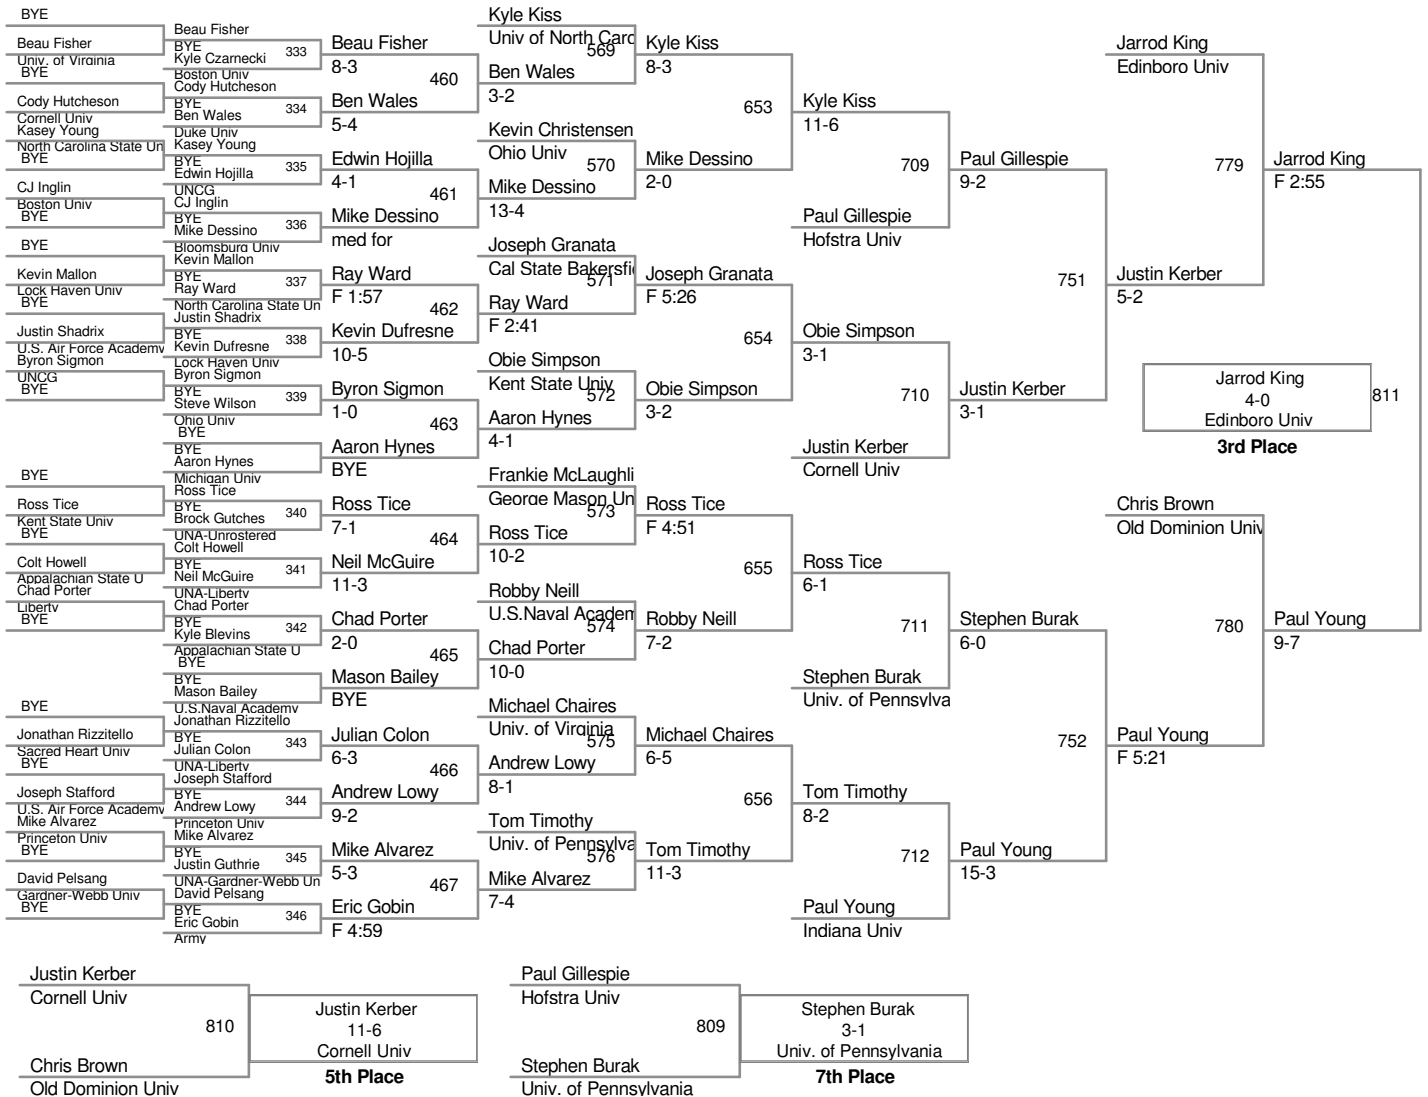 BYE
Beau Fisher
Univ. of Virginia
BYE
Cody Hutcheson
Cornell Univ
Kasey Young
North Carolina State Un
BYE
CJ Inglin
Boston Univ
BYE
BYE
Kevin Mallon
Lock Haven Univ
BYE
Justin Shadrix
U.S. Air Force Academy
Byron Sigmon
UNCG
BYE
BYE
Ross Tice
Kent State Univ
BYE
Colt Howell
Appalachian State U
Chad Porter
Liberty
BYE
BYE
Jonathan Rizzitello
Sacred Heart Univ
BYE
Joseph Stafford
U.S. Air Force Academy
Mike Alvarez
Princeton Univ
BYE
David Pelsang
Gardner-Webb Univ
BYE
Beau Fisher
BYE
Kyle Czarnecki
333
Boston Univ
Cody Hutcheson
BYE
Ben Wales
334
Duke Univ
Kasey Young
BYE
Edwin Hojilla
335
UNCG
CJ Inglin
BYE
Mike Dessino
336
Bloomsburg Univ
Kevin Mallon
BYE
Ray Ward
337
North Carolina State Un
Justin Shadrix
BYE
Kevin Dufresne
338
Lock Haven Univ
Byron Sigmon
BYE
Steve Wilson
339
Ohio Univ
BYE
BYE
Aaron Hynes
Michigan Univ
Ross Tice
BYE
Brock Gutches
340
UNA-Unrostered
Colt Howell
BYE
Neil McGuire
341
UNA-Liberty
Chad Porter
BYE
Kyle Blevins
342
Appalachian State U
BYE
BYE
Mason Bailey
U.S.Naval Academy
Jonathan Rizzitello
BYE
Julian Colon
343
UNA-Liberty
Joseph Stafford
BYE
Andrew Lowy
344
Princeton Univ
Mike Alvarez
BYE
Justin Guthrie
345
UNA-Gardner-Webb Un
David Pelsang
BYE
Eric Gobin
346
Army
Beau Fisher
8-3
460
Ben Wales
5-4
Edwin Hojilla
4-1
461
Mike Dessino
med for
Ray Ward
F 1:57
462
Kevin Dufresne
10-5
Byron Sigmon
1-0
463
Aaron Hynes
BYE
Ross Tice
7-1
464
Neil McGuire
11-3
Chad Porter
2-0
465
Mason Bailey
BYE
Julian Colon
6-3
466
Andrew Lowy
9-2
Mike Alvarez
5-3
467
Eric Gobin
F 4:59
Kyle Kiss
Univ of North Caro
569
Ben Wales
3-2
Kevin Christensen
Ohio Univ
570
Mike Dessino
13-4
Joseph Granata
Cal State Bakersfi
571
Ray Ward
F 2:41
Obie Simpson
Kent State Univ
572
Aaron Hynes
4-1
Frankie McLaughli
George Mason Un
573
Ross Tice
10-2
Robby Neill
U.S.Naval Academ
574
Chad Porter
10-0
Michael Chaires
Univ. of Virginia
575
Andrew Lowy
8-1
Tom Timothy
Univ. of Pennsylva
576
Mike Alvarez
7-4
Kyle Kiss
8-3
653
Mike Dessino
2-0
Joseph Granata
F 5:26
654
Obie Simpson
3-2
Ross Tice
F 4:51
655
Robby Neill
7-2
Michael Chaires
6-5
656
Tom Timothy
11-3
Kyle Kiss
11-6
709
Paul Gillespie
Hofstra Univ
Obie Simpson
3-1
710
Justin Kerber
Cornell Univ
Ross Tice
6-1
711
Stephen Burak
Univ. of Pennsylva
Tom Timothy
8-2
712
Paul Young
Indiana Univ
Paul Gillespie
9-2
751
Justin Kerber
3-1
Stephen Burak
6-0
752
Paul Young
15-3
Jarrod King
Edinboro Univ
779
Justin Kerber
5-2
Chris Brown
Old Dominion Univ
780
Paul Young
F 5:21
Jarrod King
F 2:55
Paul Young
9-7
Jarrod King
4-0
Edinboro Univ
811
3rd Place
Justin Kerber
Cornell Univ
810
Chris Brown
Old Dominion Univ
Justin Kerber
11-6
Cornell Univ
5th Place
Paul Gillespie
Hofstra Univ
809
Stephen Burak
Univ. of Pennsylvania
Stephen Burak
3-1
Univ. of Pennsylvania
7th Place